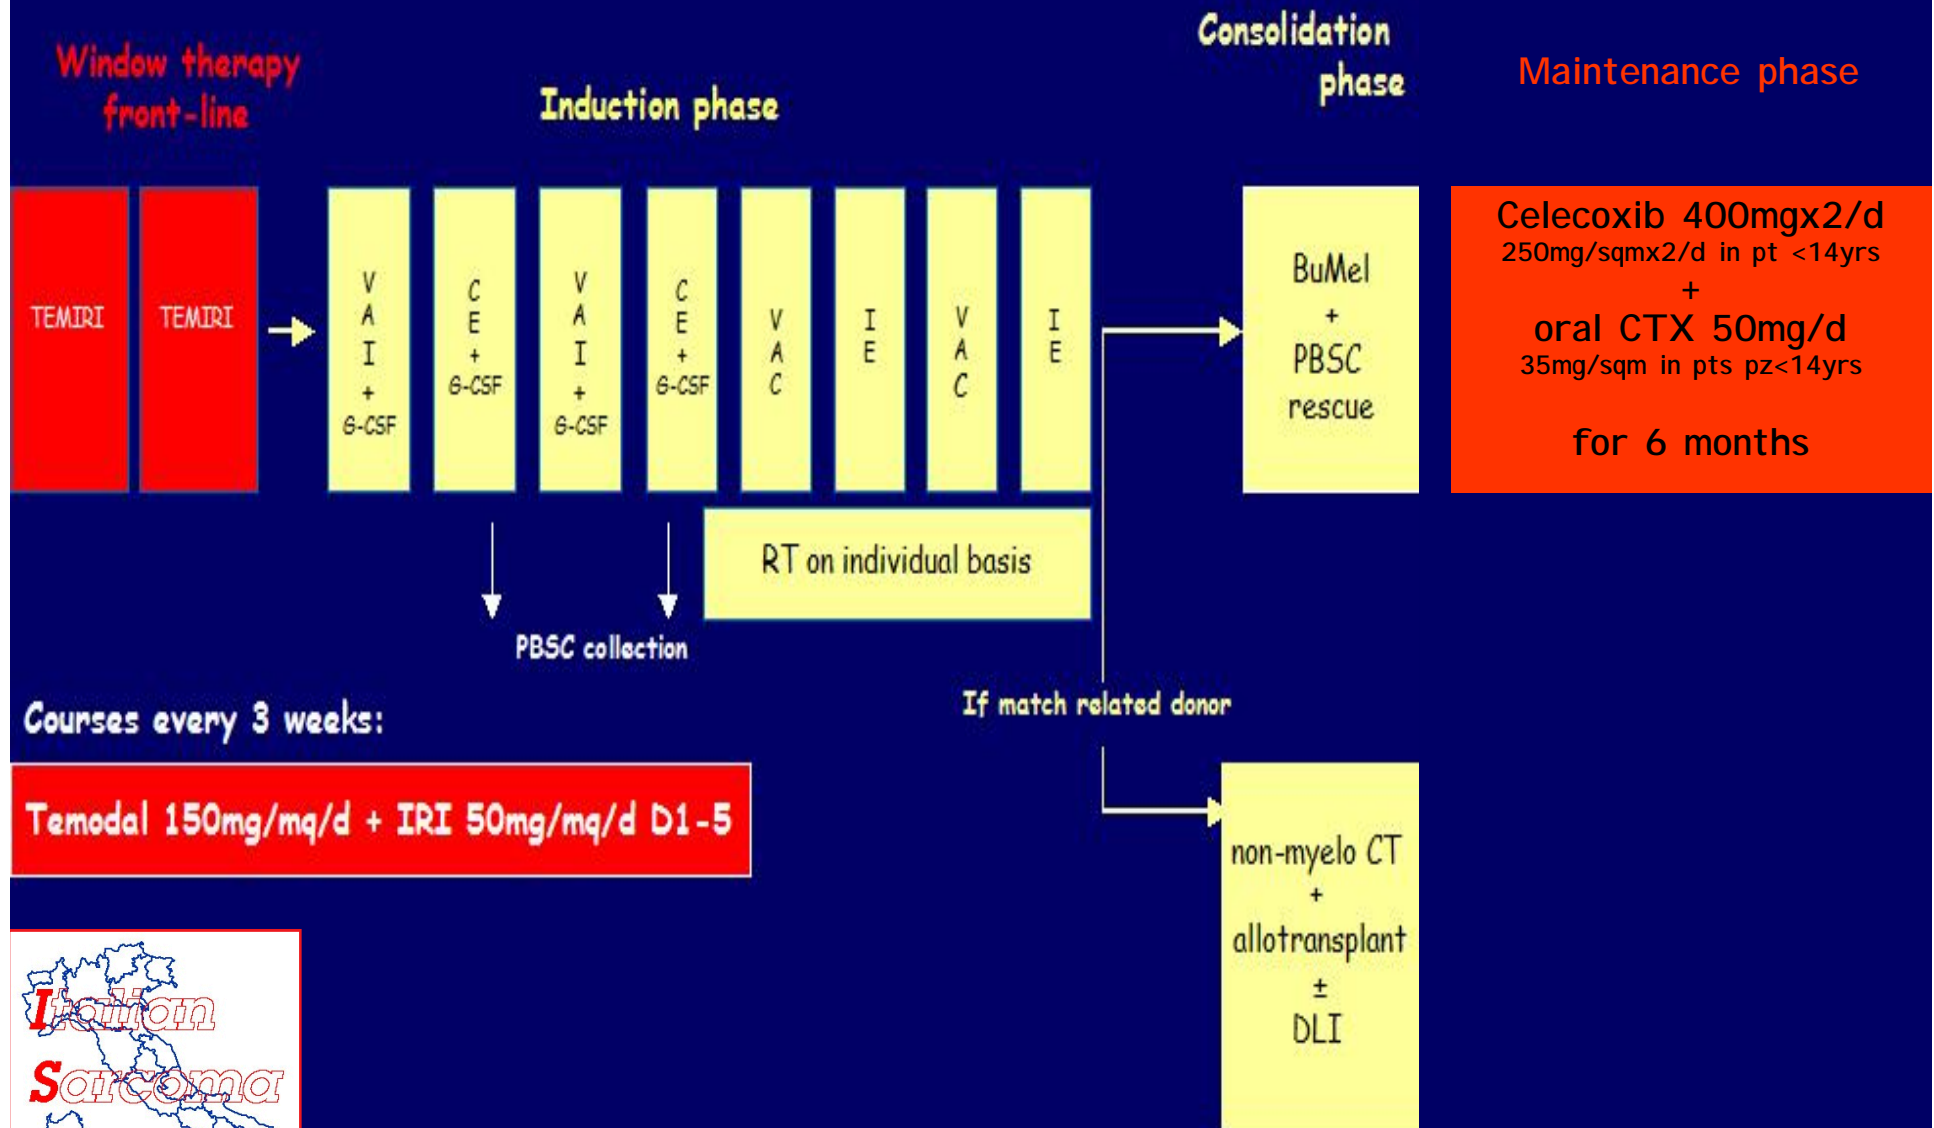 Window therapy
front-line
Induction phase
Consolidation
phase
Maintenance phase
TEMIRI
TEMIRI
V
A
I
+
G-CSF
C
E
+
G-CSF
V
A
I
+
G-CSF
C
E
+
G-CSF
V
A
C
I
E
V
A
C
I
E
BuMel
+
PBSC
rescue
Celecoxib 400mgx2/d
250mg/sqmx2/d in pt <14yrs
+
oral CTX 50mg/d
35mg/sqm in pts pz<14yrs
for 6 months
RT on individual basis
PBSC collection
If match related donor
Courses every 3 weeks:
Temodal 150mg/mq/d + IRI 50mg/mq/d D1-5
non-myelo CT
+
allotransplant
±
DLI
Italian
Sarcoma